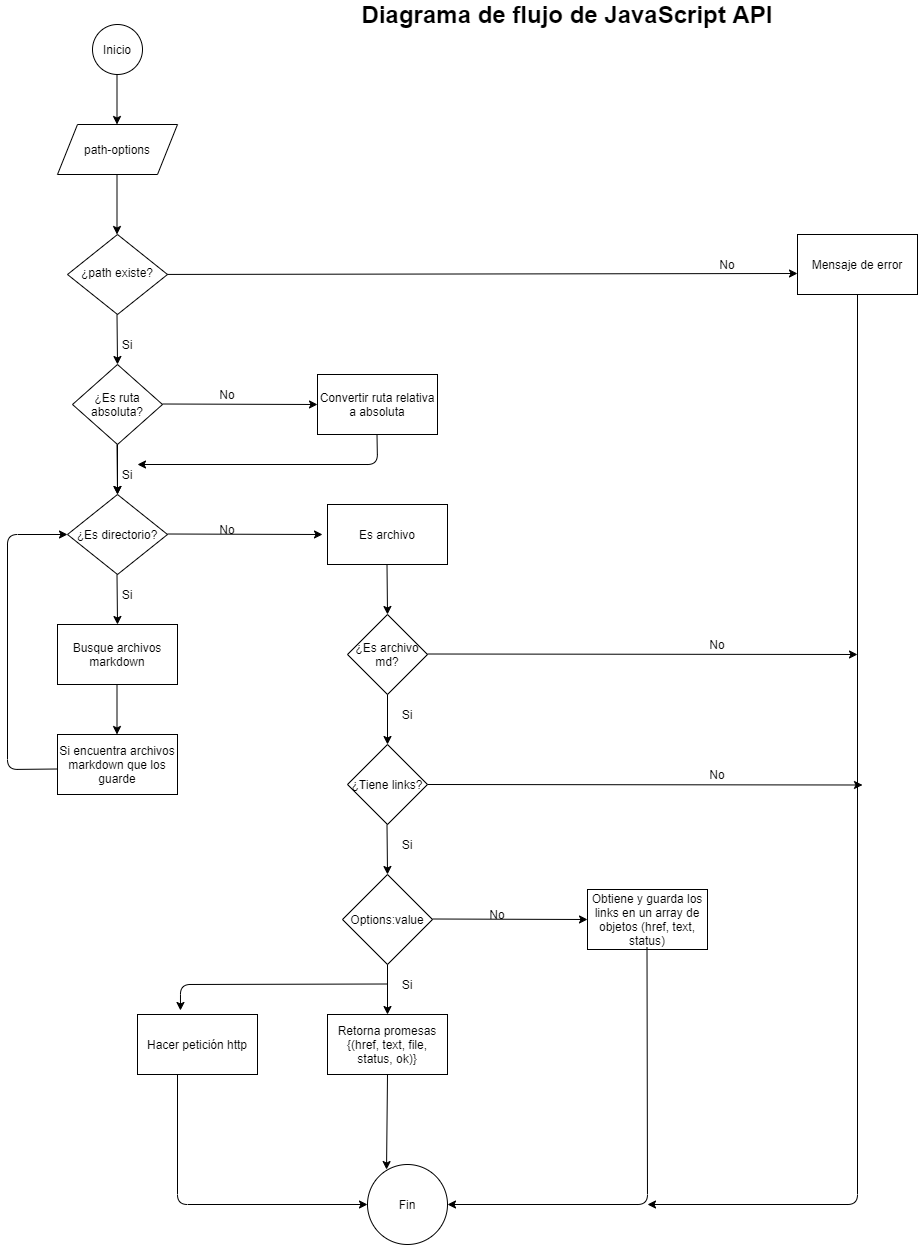 Diagrama de flujo de JavaScript API
Inicio
path-options
¿path existe?
No
Mensaje de error
Si
¿Es ruta
absoluta?
No
Convertir ruta relativa
a absoluta
Si
¿Es directorio?
No
Es archivo
Si
Busque archivos
markdown
¿Es archivo
md?
No
Si
Si encuentra archivos
markdown que los
guarde
¿Tiene links?
No
Si
Options:value
No
Obtiene y guarda los
links en un array de
objetos (href, text,
status)
Si
Hacer petición http
Retorna promesas
{(href, text, file,
status, ok)}
Fin